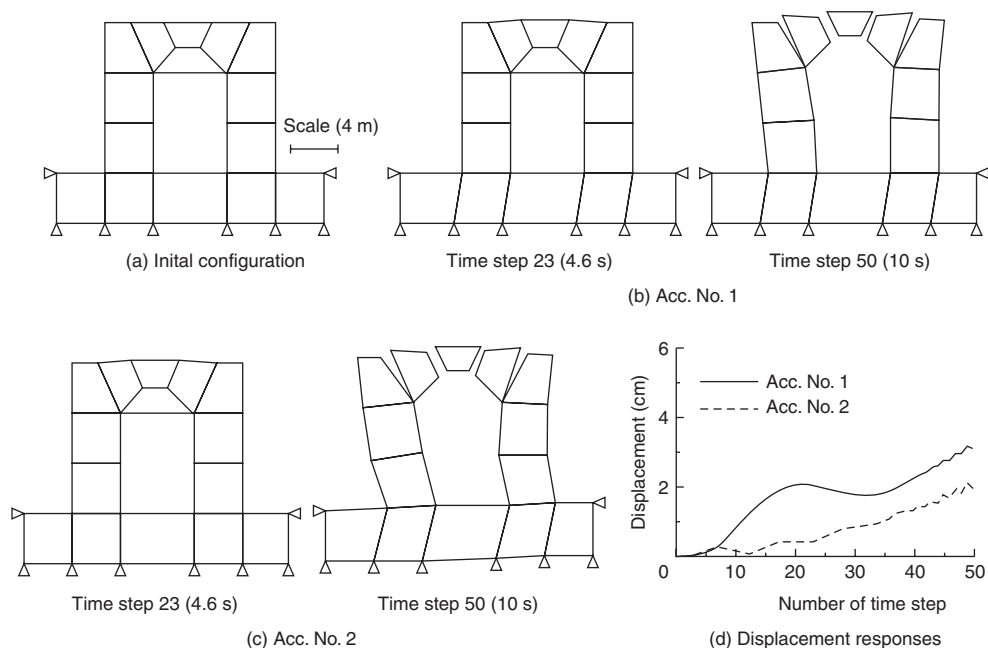 Scale (4 m)
(a) Inital configuration
Time step 23 (4.6 s)
Time step 50 (10 s)
(b) Acc. No. 1
Time step 23 (4.6 s)
Time step 50 (10 s)
(c) Acc. No. 2
6
4
2
0
Displacement (cm)
Acc. No. 1
Acc. No. 2
10
20
30
40
50
Number of time step
(d) Displacement responses